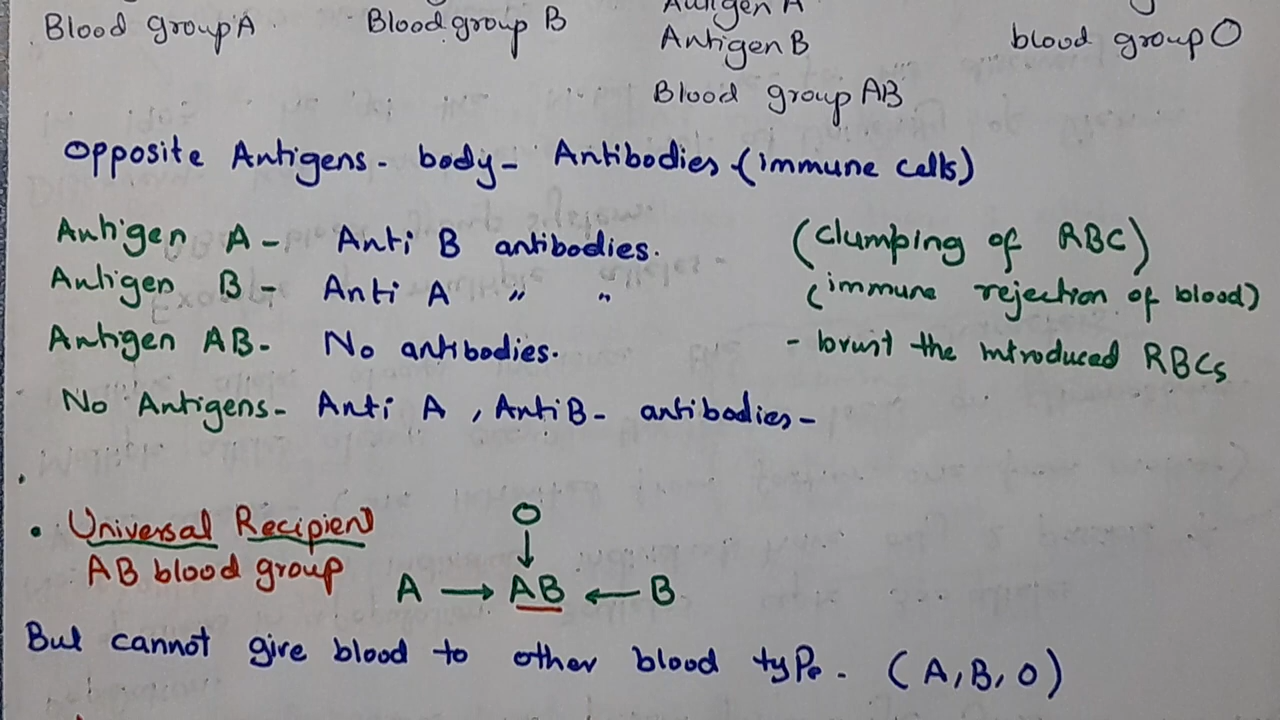 Blood group A
Blood group B
Antigen A
Antigen B
Blood group AB
blood group O
Opposite Antigens - body - Antibodies (immune cells)
Antigen A - Anti B antibodies. (Clumping of RBC)
Antigen B - Anti A " " (immune rejection of blood)
Antigen AB - No antibodies. - brust the introduced RBCs
No Antigens - Anti A , Anti B - antibodies -
• Universal Recipient
AB blood group
O
↓
A → AB ← B
But cannot give blood to other blood type. (A, B, O)